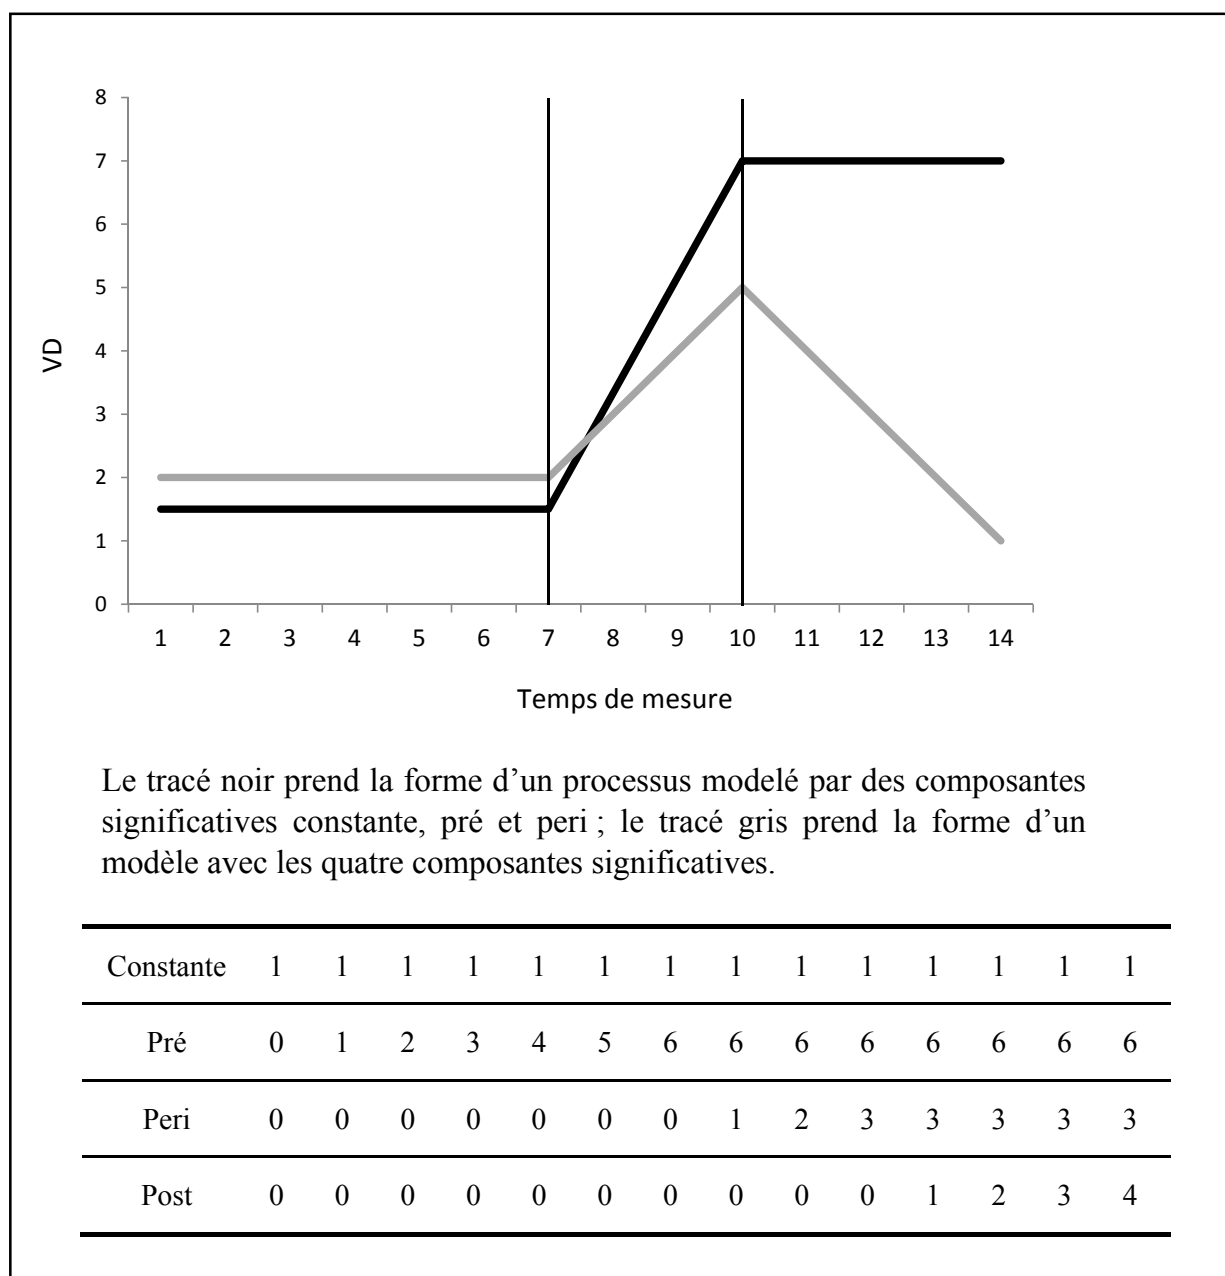 8
7
6
5
4
3
2
1
0
VD
1 2 3 4 5 6 7 8 9 10 11 12 13 14
Temps de mesure
Le tracé noir prend la forme d’un processus modelé par des composantes
significatives constante, pré et peri ; le tracé gris prend la forme d’un
modèle avec les quatre composantes significatives.
Constante 1 1 1 1 1 1 1 1 1 1 1 1 1 1
Pré 0 1 2 3 4 5 6 6 6 6 6 6 6 6
Peri 0 0 0 0 0 0 0 1 2 3 3 3 3 3
Post 0 0 0 0 0 0 0 0 0 0 1 2 3 4